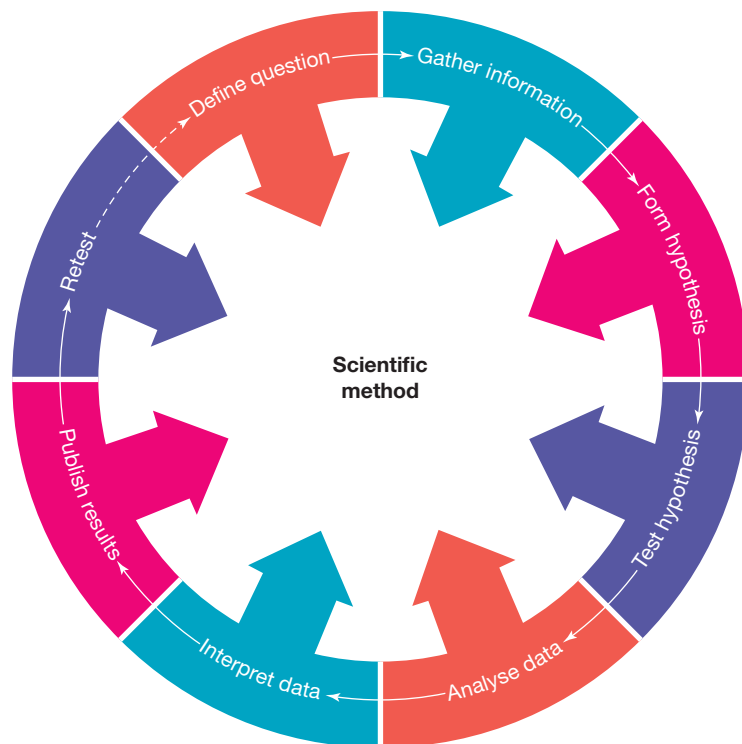 Define question
Gather information
Form hypothesis
Test hypothesis
Analyse data
Interpret data
Publish results
Retest
Scientific
method